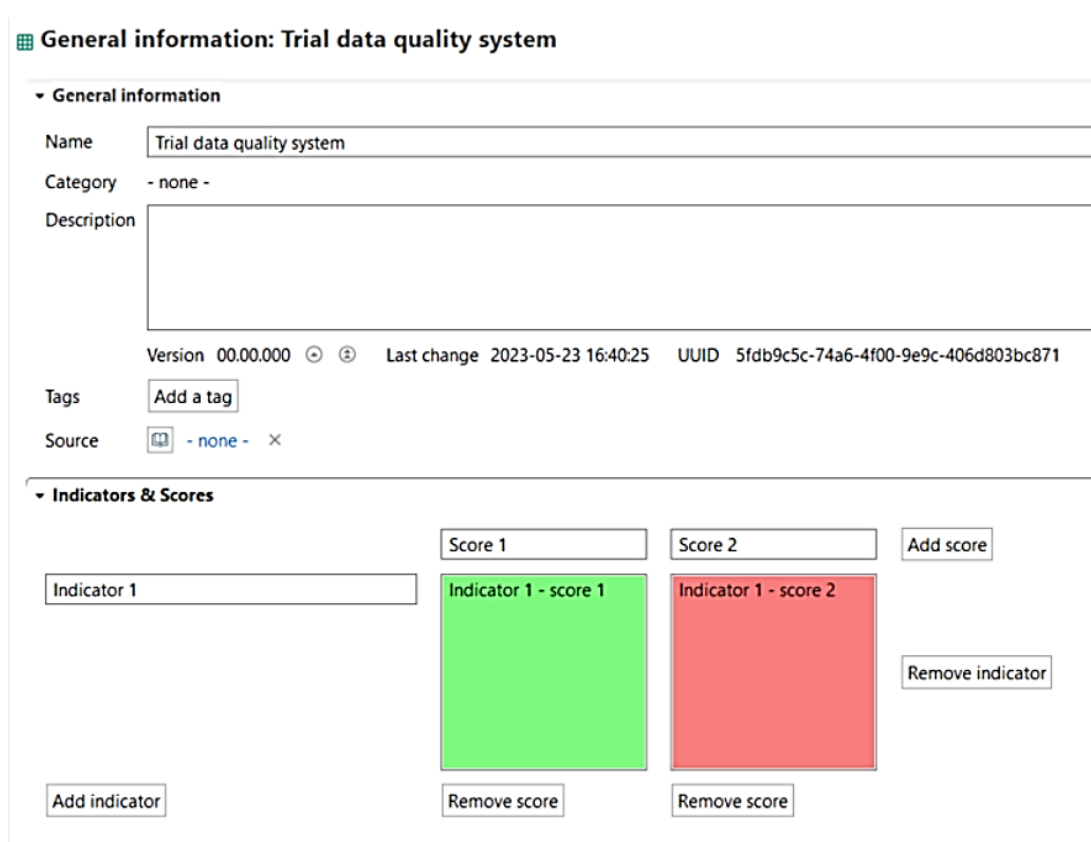 General information: Trial data quality system
General information
Name Trial data quality system
Category - none -
Description
Version 00.00.000 Last change 2023-05-23 16:40:25 UUID 5fdb9c5c-74a6-4f00-9e9c-406d803bc871
Tags Add a tag
Source - none -
Indicators & Scores
Score 1 Score 2 Add score
Indicator 1 Indicator 1 - score 1 Indicator 1 - score 2
Remove indicator
Add indicator Remove score Remove score